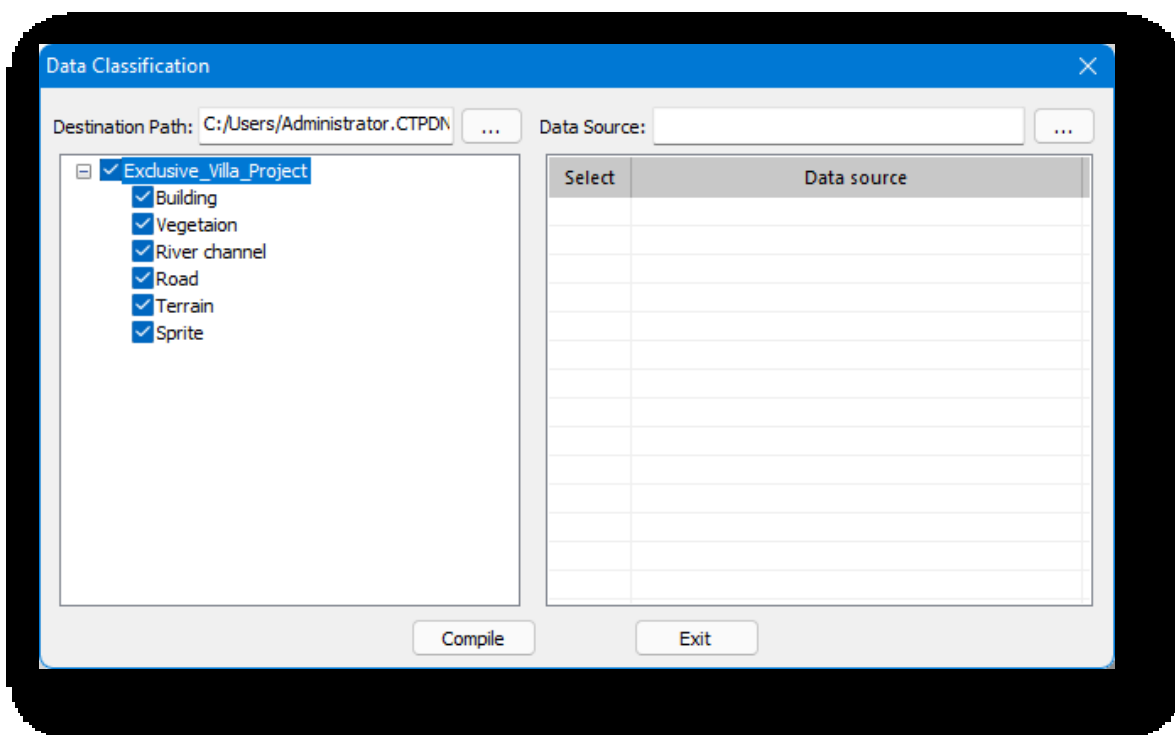 Data Classification
Destination Path: C:/Users/Administrator.CTPDN ... Data Source: ...
Exclusive_Villa_Project
Building
Vegetaion
River channel
Road
Terrain
Sprite
Select Data source
Compile Exit